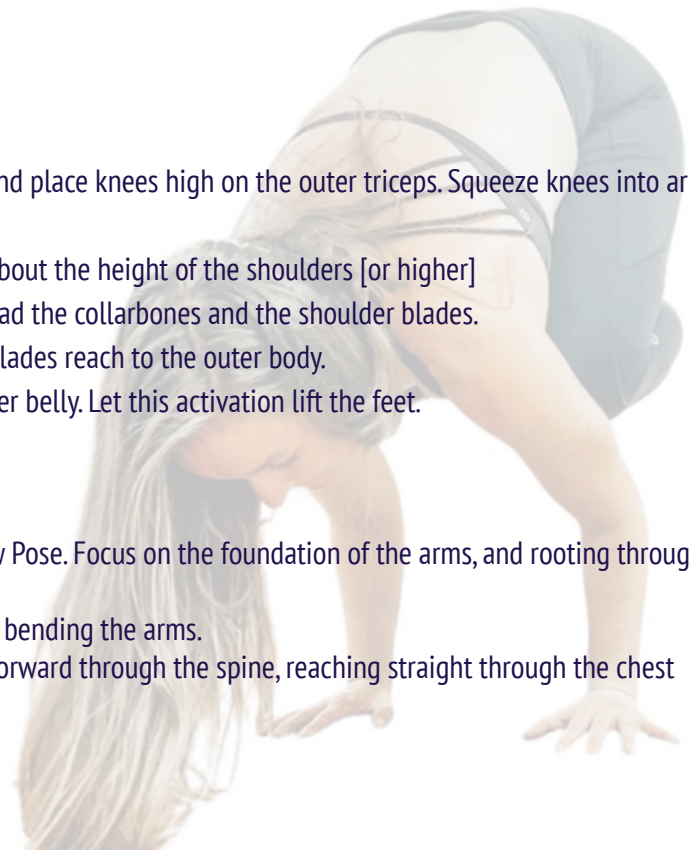 nd place knees high on the outer triceps. Squeeze knees into ar
bout the height of the shoulders [or higher]
ad the collarbones and the shoulder blades.
lades reach to the outer body.
er belly. Let this activation lift the feet.
y Pose. Focus on the foundation of the arms, and rooting throug
bending the arms.
orward through the spine, reaching straight through the chest